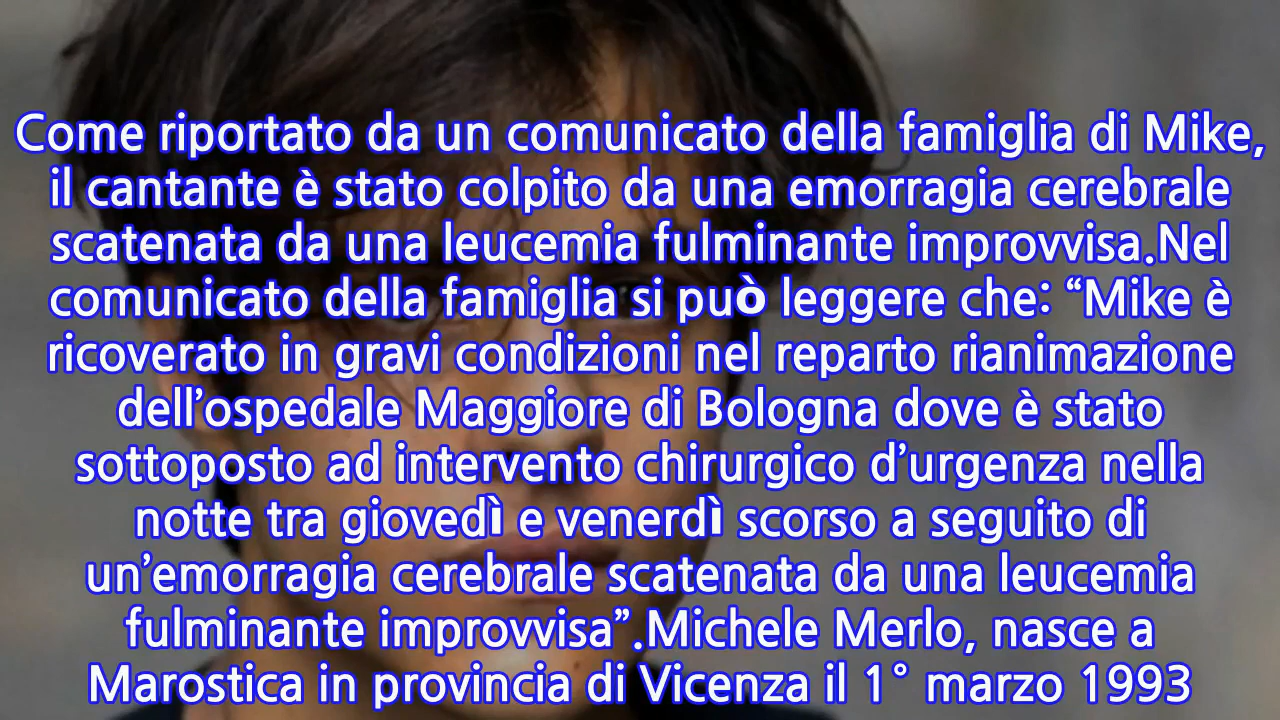 Come riportato da un comunicato della famiglia di Mike,
il cantante è stato colpito da una emorragia cerebrale
scatenata da una leucemia fulminante improvvisa.Nel
comunicato della famiglia si può leggere che: “Mike è
ricoverato in gravi condizioni nel reparto rianimazione
dell’ospedale Maggiore di Bologna dove è stato
sottoposto ad intervento chirurgico d’urgenza nella
notte tra giovedì e venerdì scorso a seguito di
un’emorragia cerebrale scatenata da una leucemia
fulminante improvvisa”.Michele Merlo, nasce a
Marostica in provincia di Vicenza il 1° marzo 1993